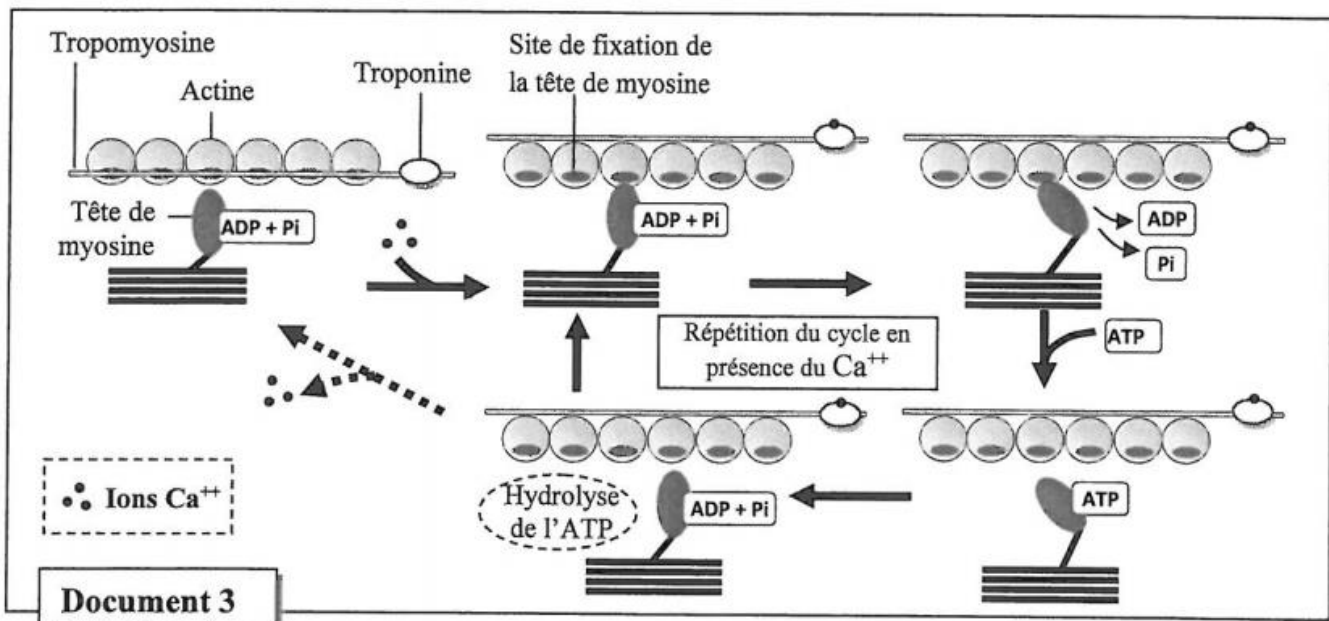 Tropomyosine
Actine
Troponine
Site de fixation de
la tête de myosine
Tête de
myosine
ADP + Pi
ADP + Pi
ADP
Pi
Répétition du cycle en
présence du Ca⁺⁺
ATP
Ions Ca⁺⁺
Hydrolyse
de l'ATP
ADP + Pi
ATP
Document 3